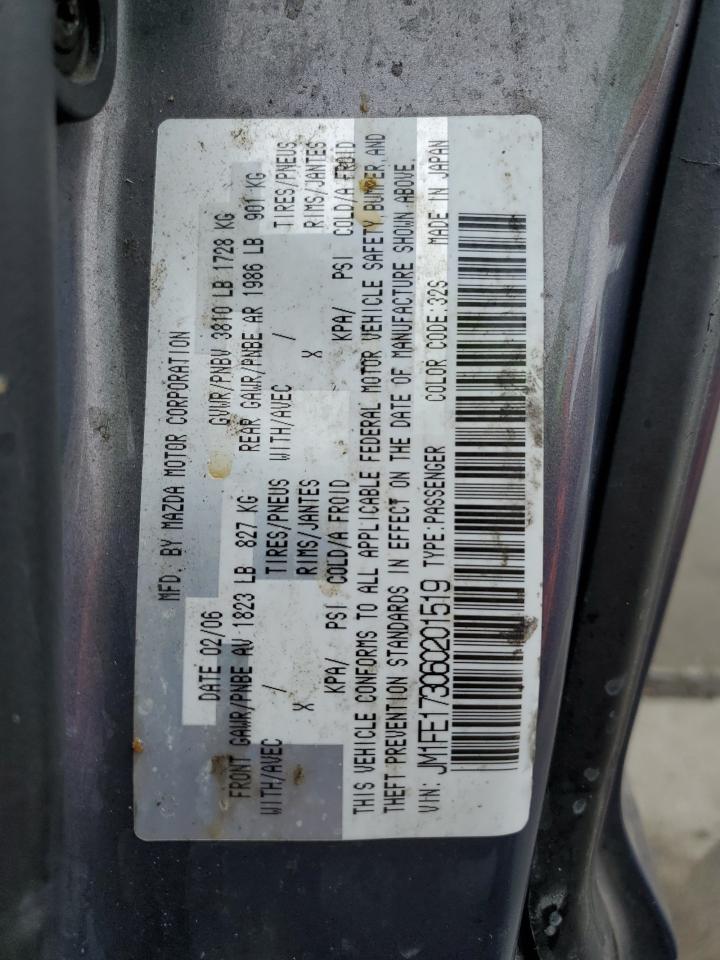 MFD. BY MAZDA MOTOR CORPORATION
DATE 02/06 GVWR/PNBV 3810 LB 1728 KG
FRONT GAWR/PNBE AV 1823 LB 827 KG REAR GAWR/PNBE AR 1986 LB 901 KG
WITH/AVEC / TIRES/PNEUS WITH/AVEC / TIRES/PNEUS
X RIMS/JANTES X RIMS/JANTES
KPA/ PSI COLD/A FROID KPA/ PSI COLD/A FROID
THIS VEHICLE CONFORMS TO ALL APPLICABLE FEDERAL MOTOR VEHICLE SAFETY, BUMPER, AND
THEFT PREVENTION STANDARDS IN EFFECT ON THE DATE OF MANUFACTURE SHOWN ABOVE.
VIN: JM1FE173060201519 TYPE:PASSENGER COLOR CODE:32S MADE IN JAPAN